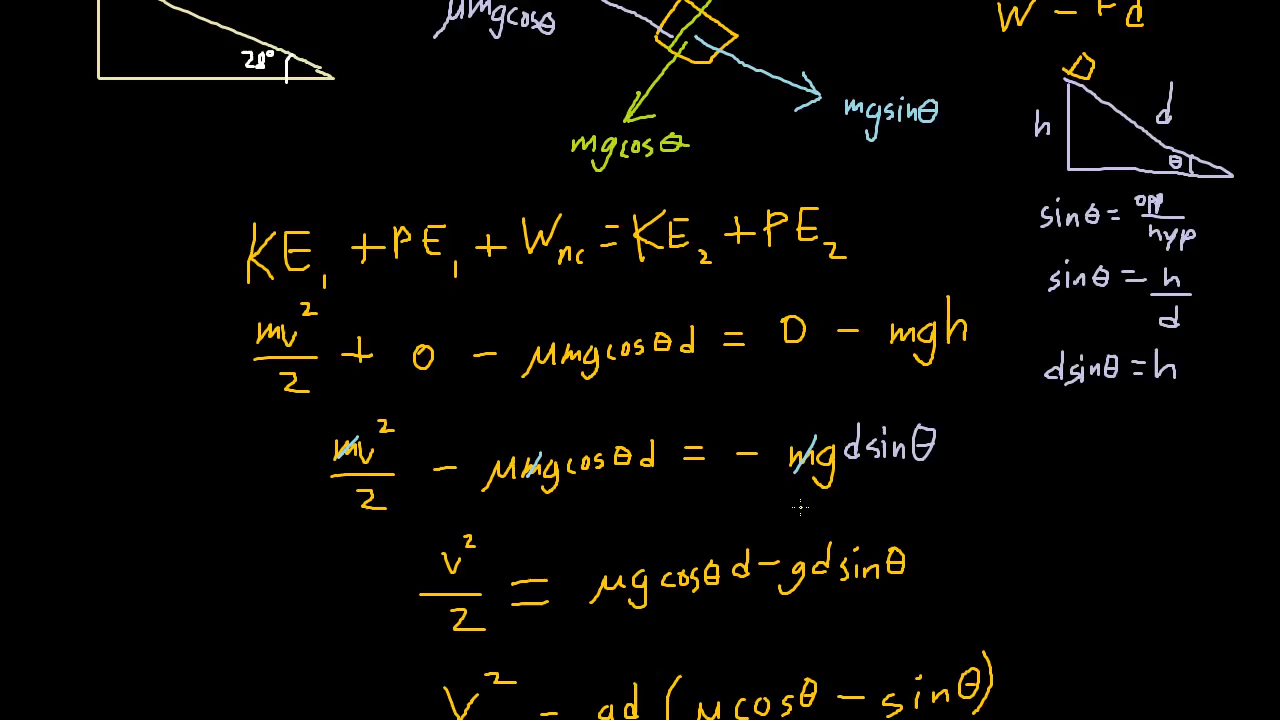 μmgcosθ
W = Fd
20°
mgsinθ
mgcosθ
h
d
θ
sinθ = opp/hyp
sinθ = h/d
dsinθ = h
KE₁ + PE₁ + Wnc = KE₂ + PE₂
mv²/2 + 0 - μmgcosθd = 0 - mgh
mv²/2 - μmgcosθd = - mgdsinθ
v²/2 = μgcosθd - gdsinθ
v² = gd(μcosθ - sinθ)